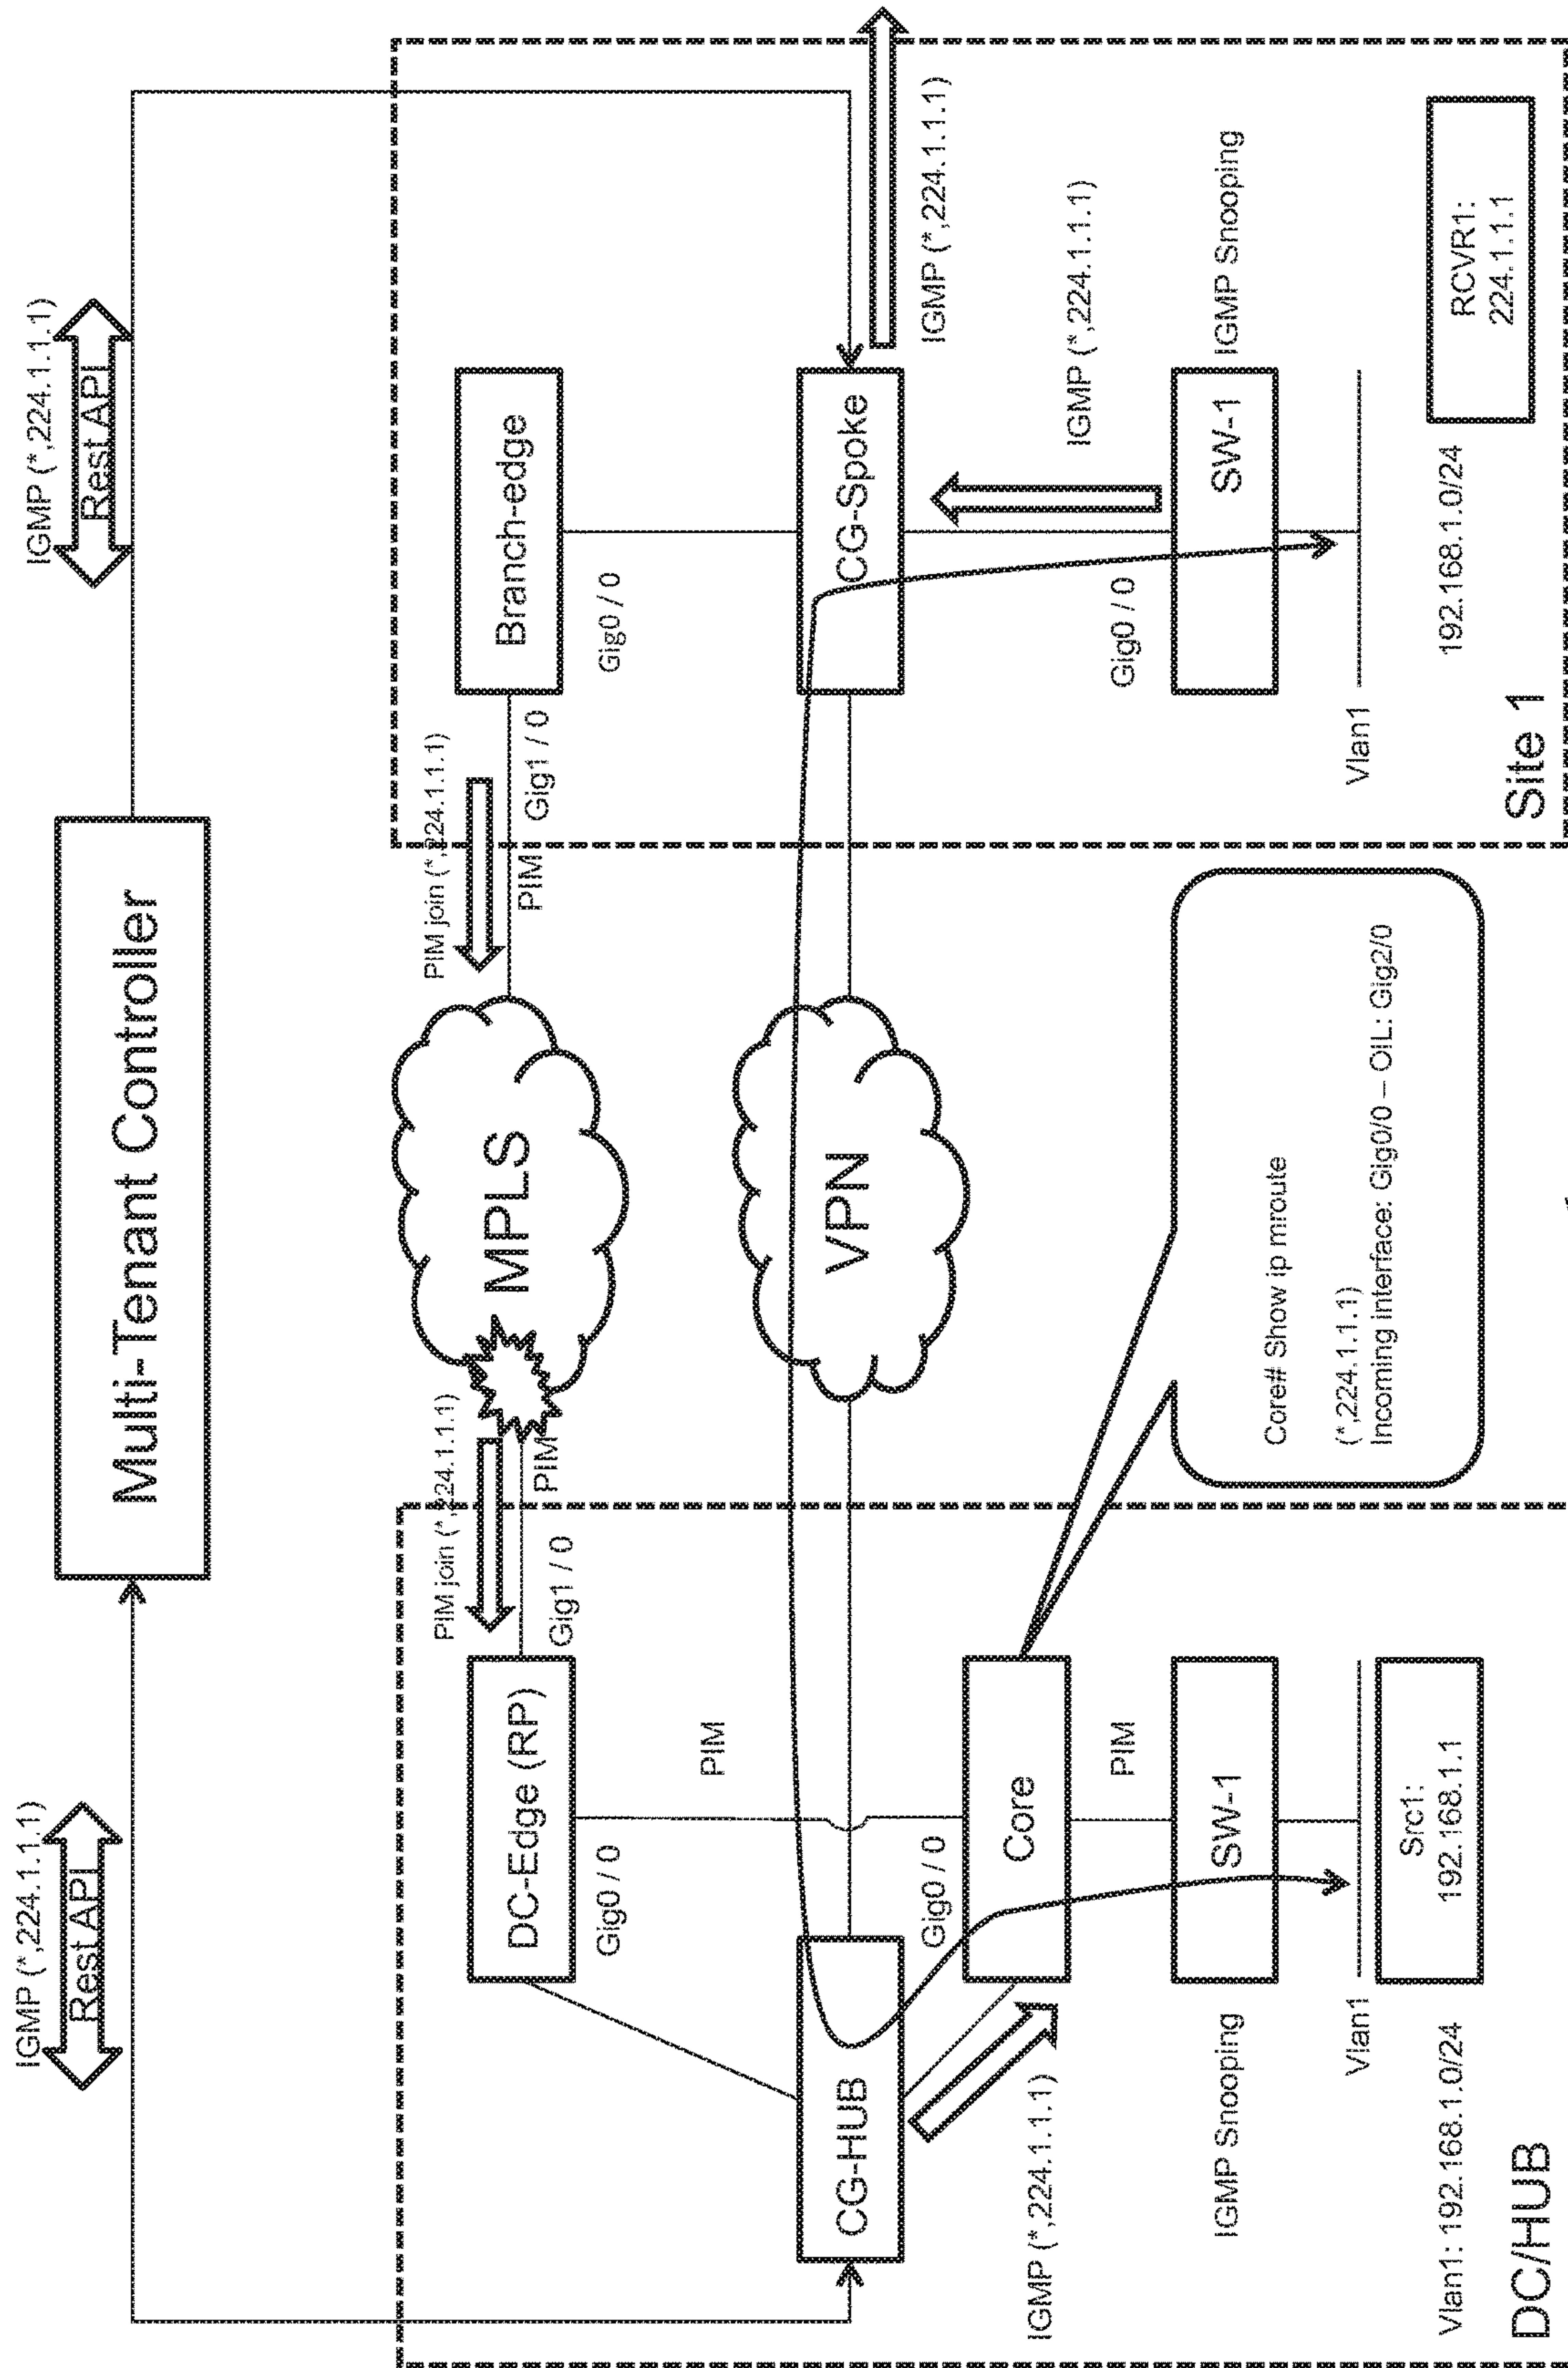 IGMP (*,224.1.1.1)
RestAPI
Multi-Tenant Controller
IGMP (*,224.1.1.1)
RestAPI
PIM join (*,224.1.1.1)
PIM
Gig1 / 0
DC-Edge (RP)
Gig0 / 0
PIM
MPLS
PIM join (*,224.1.1.1)
PIM
Gig1 / 0
Branch-edge
Gig0 / 0
CG-HUB
VPN
CG-Spoke
IGMP (*,224.1.1.1)
Gig0 / 0
Core
IGMP (*,224.1.1.1)
PIM
IGMP (*,224.1.1.1)
Gig0 / 0
IGMP Snooping
SW-1
Core# Show ip mroute
(*,224.1.1.1)
Incoming interface: Gig0/0 – OIL: Gig2/0
SW-1
IGMP Snooping
Vlan1
Vlan1
Vlan1: 192.168.1.0/24
Src1:
192.168.1.1
192.168.1.0/24
RCVR1:
224.1.1.1
DC/HUB
Site 1